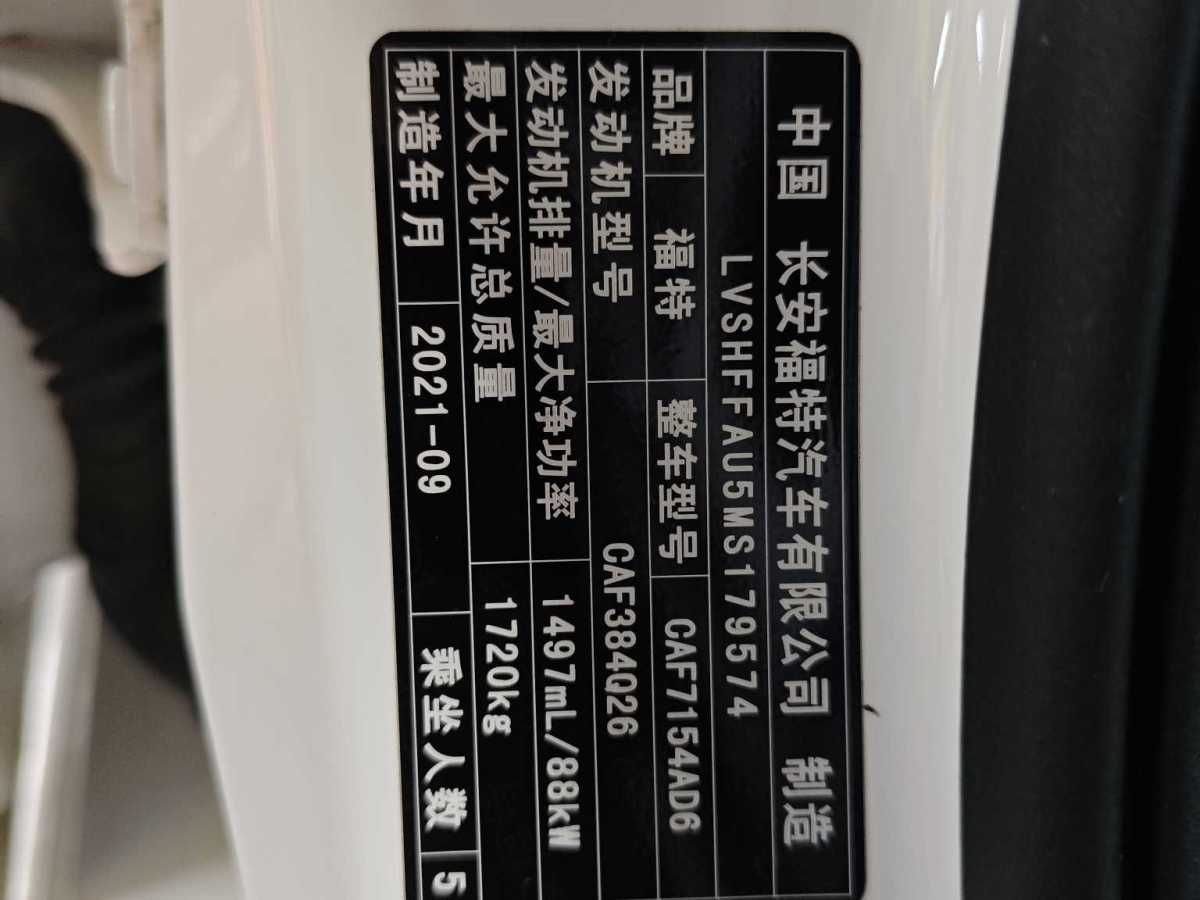 中国 长安福特汽车有限公司 制造
LVSHFFAU5MS179574
品牌 福特 整车型号 CAF7154AD6
发动机型号 CAF384Q26
发动机排量/最大净功率 1497mL/88kW
最大允许总质量 1720kg
制造年月 2021-09 乘坐人数 5